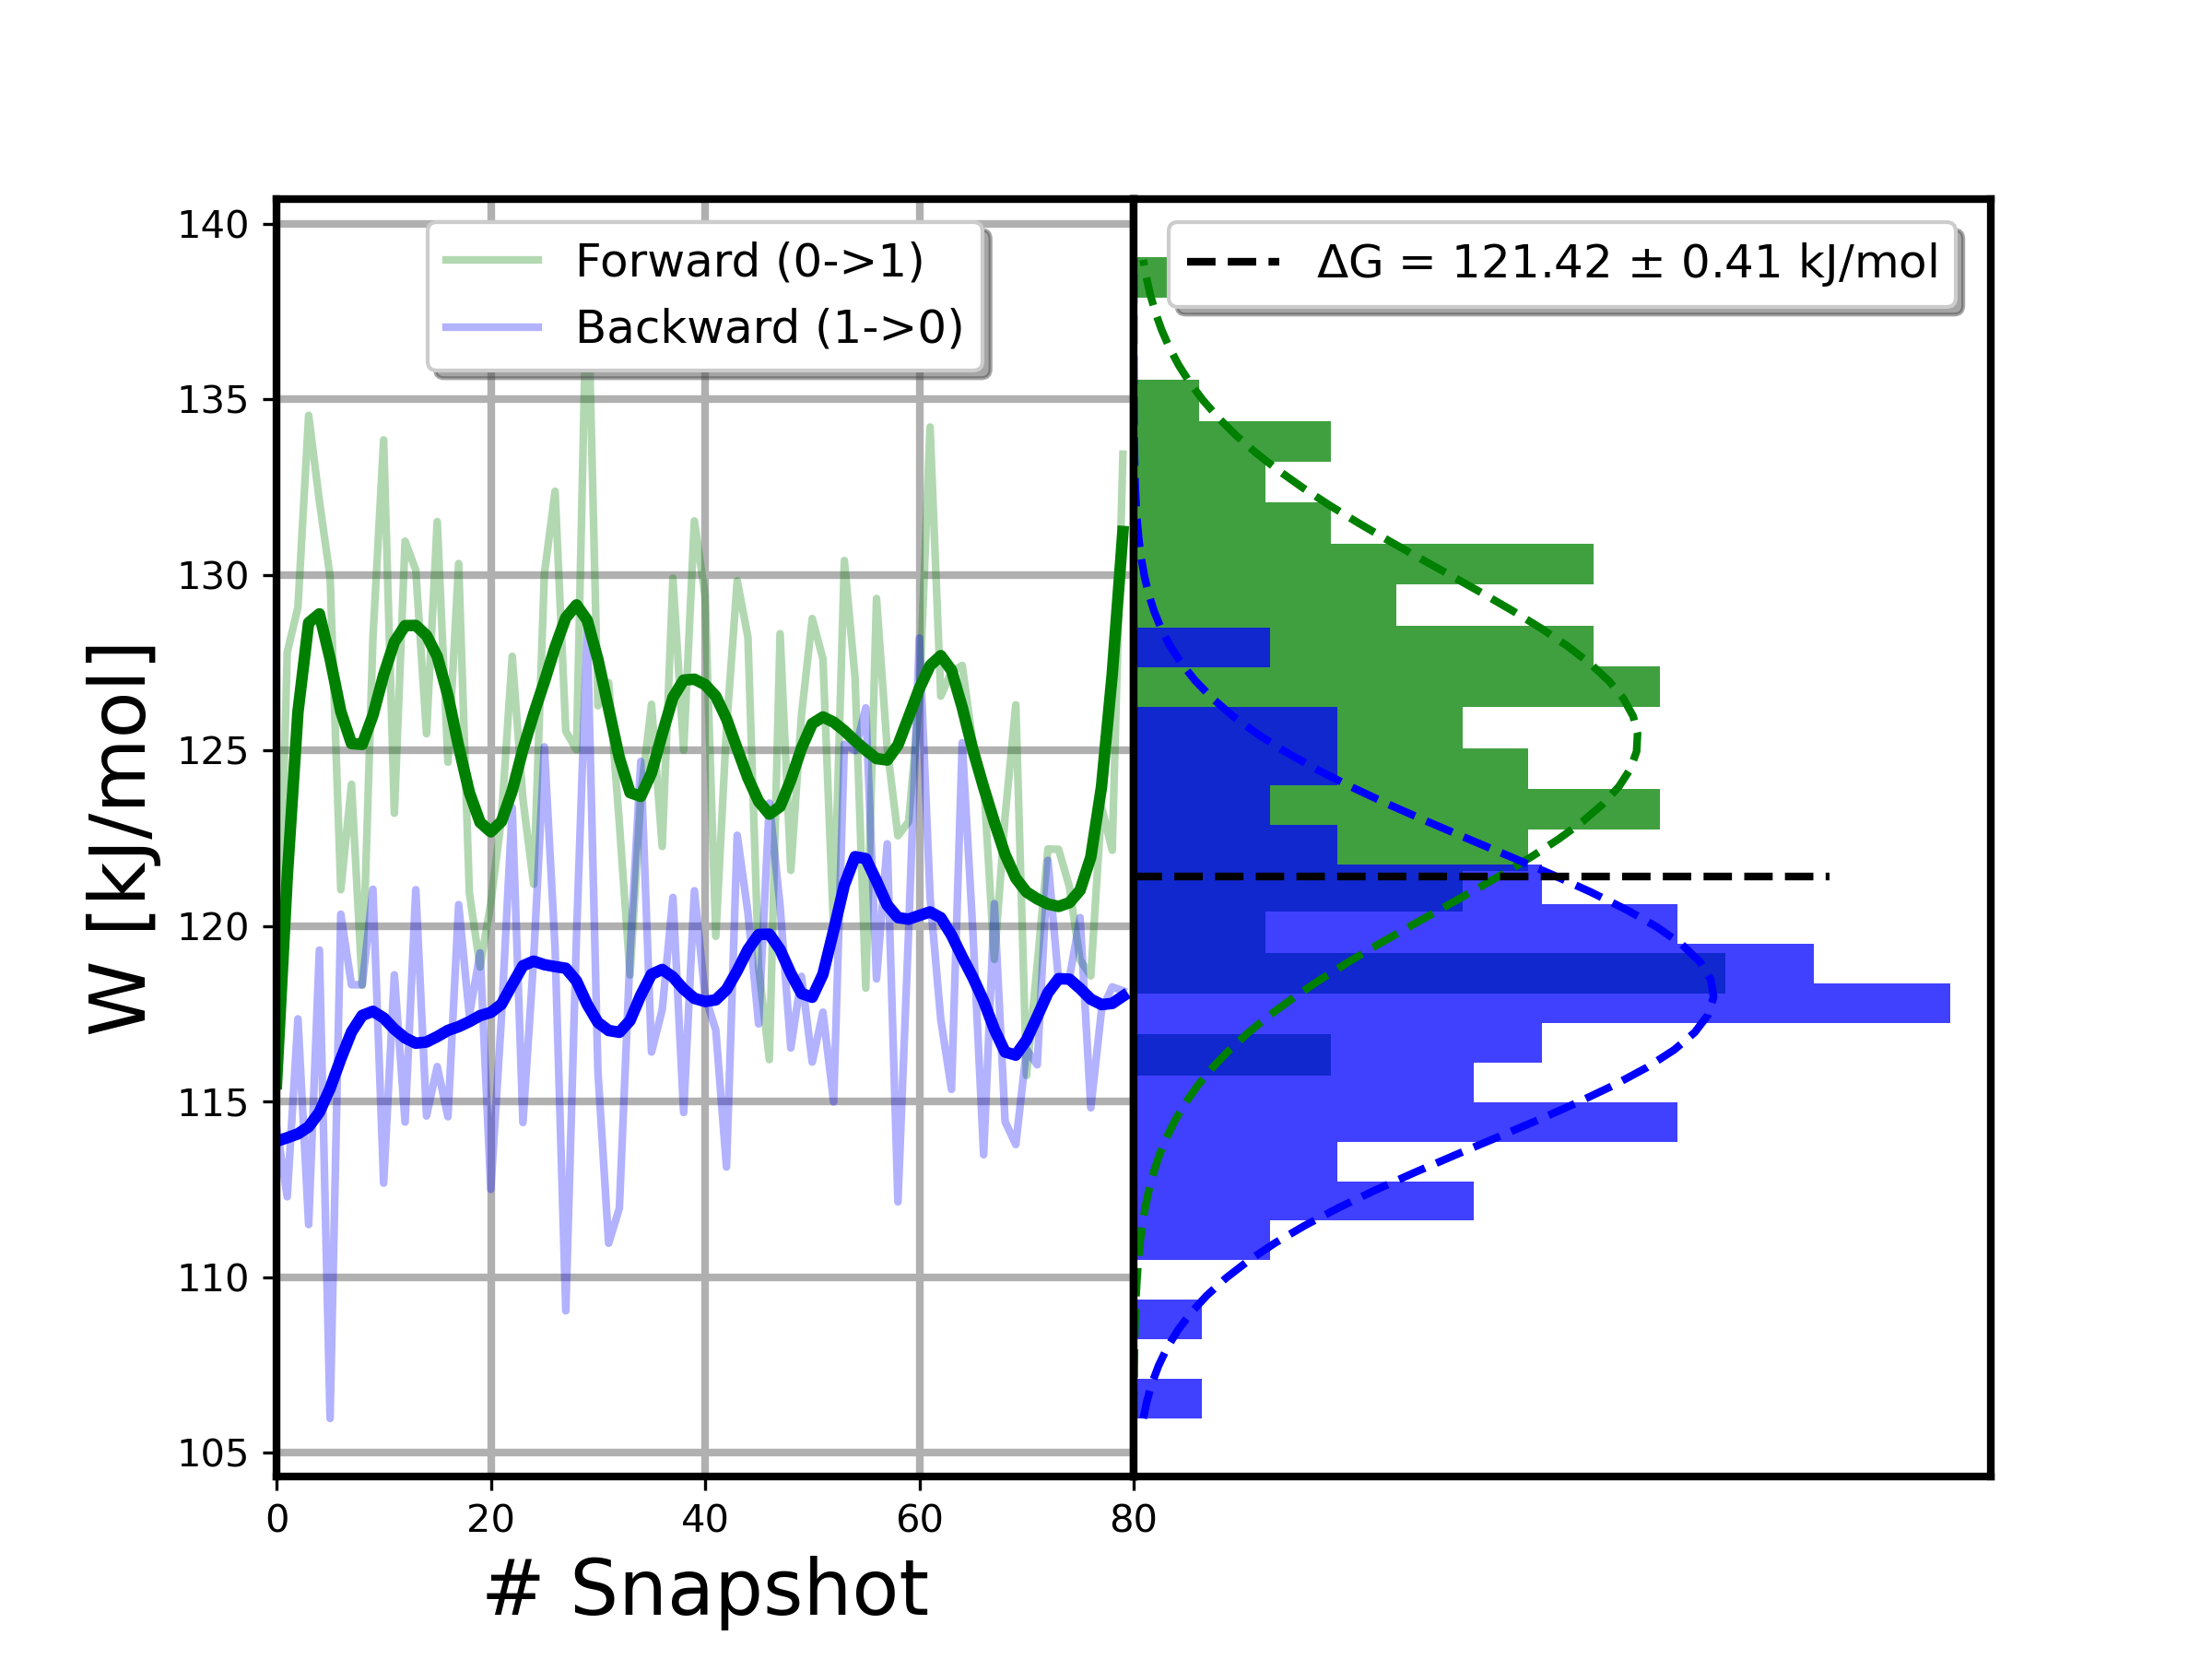 Forward (0->1)
Backward (1->0)
ΔG = 121.42 ± 0.41 kJ/mol
W [kJ/mol]
140
135
130
125
120
115
110
105
0 20 40 60 80
# Snapshot